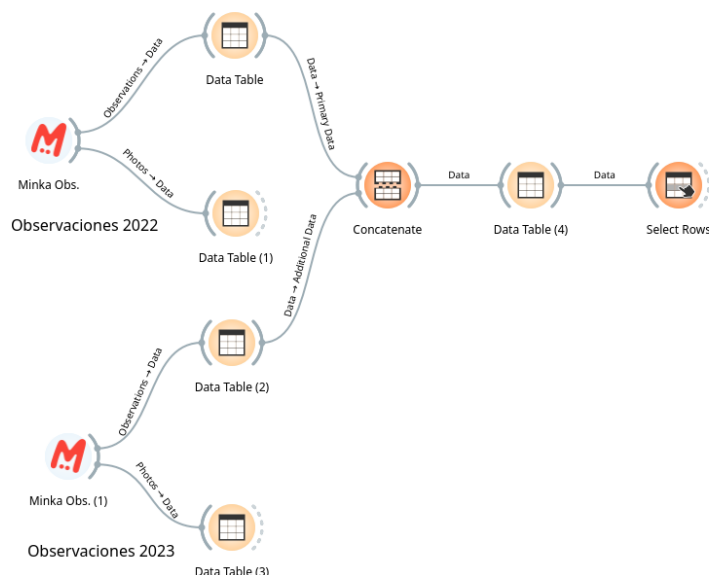 Observations → Data
Data Table
Data → Primary Data
Minka Obs.
Photos → Data
Observaciones 2022
Data Table (1)
Concatenate
Data
Data Table (4)
Data
Select Rows
Data → Additional Data
Observations → Data
Data Table (2)
Minka Obs. (1)
Photos → Data
Observaciones 2023
Data Table (3)